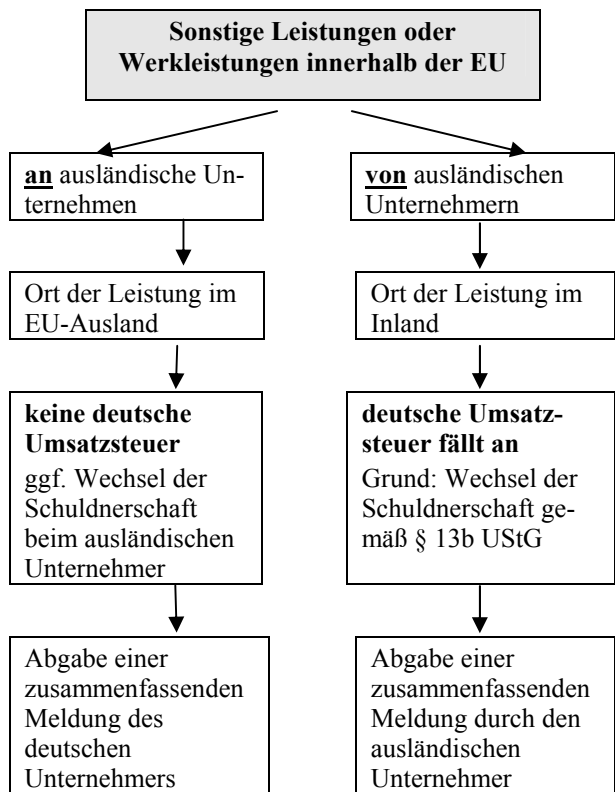 Sonstige Leistungen oder
Werkleistungen innerhalb der EU
an ausländische Un-
ternehmen
Ort der Leistung im
EU-Ausland
keine deutsche
Umsatzsteuer
ggf. Wechsel der
Schuldnerschaft
beim ausländischen
Unternehmer
Abgabe einer
zusammenfassenden
Meldung des
deutschen
Unternehmers
von ausländischen
Unternehmern
Ort der Leistung im
Inland
deutsche Umsatz-
steuer fällt an
Grund: Wechsel der
Schuldnerschaft ge-
mäß § 13b UStG
Abgabe einer
zusammenfassenden
Meldung durch den
ausländischen
Unternehmer